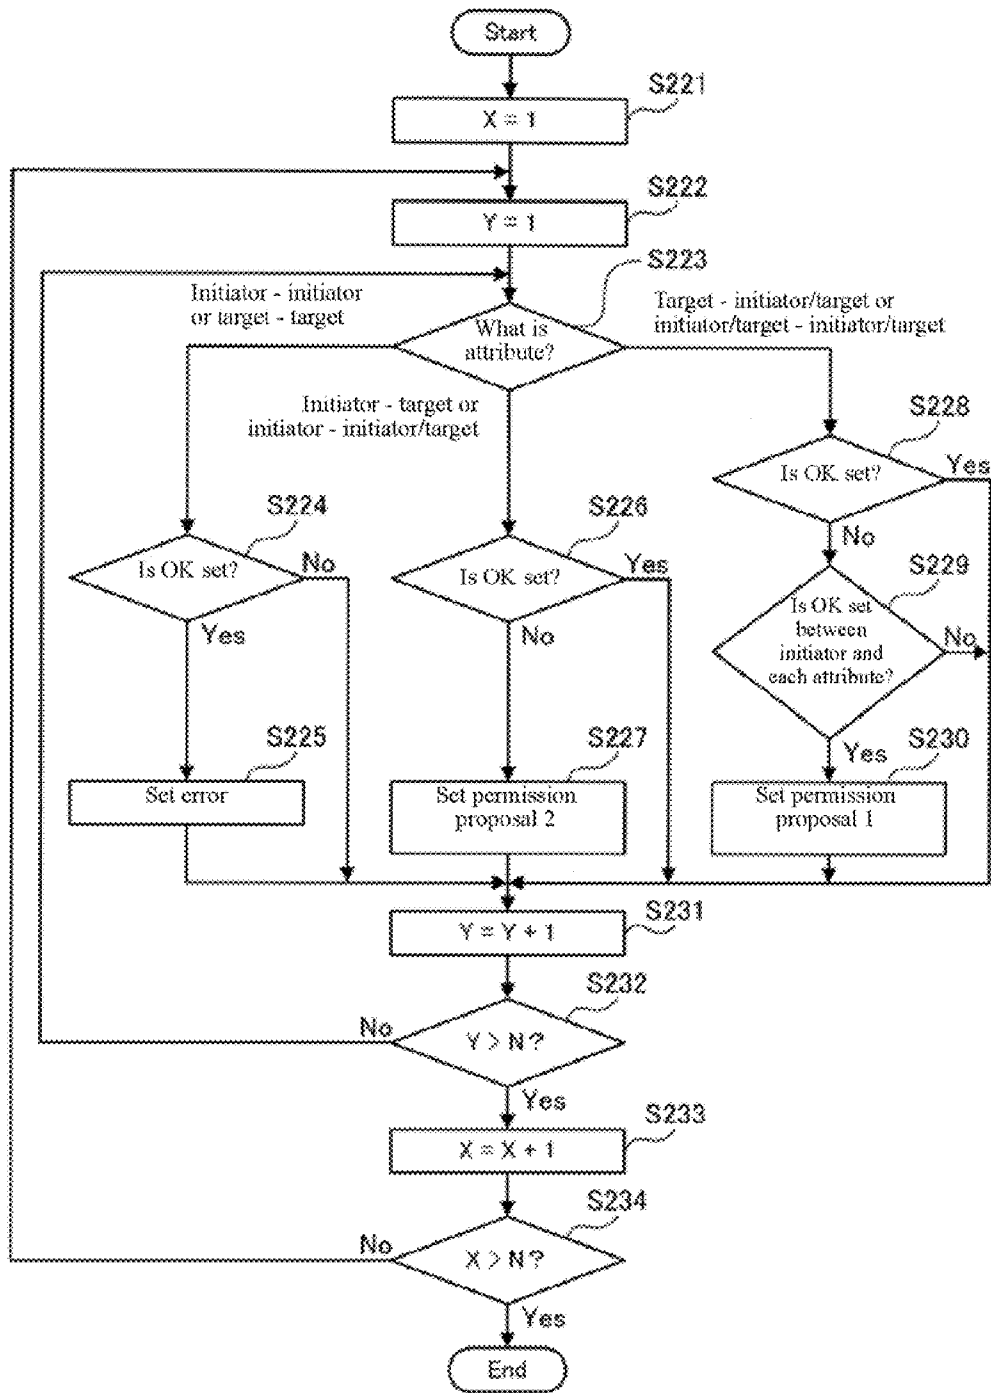 Start
S221
X = 1
S222
Y = 1
S223
Initiator - initiator
or target - target
What is
attribute?
Target - initiator/target or
initiator/target - initiator/target
Initiator - target or
initiator - initiator/target
S228
Is OK set?
Yes
No
S224
Is OK set?
No
Yes
S226
Is OK set?
Yes
No
S229
Is OK set
between
initiator and
each attribute?
No
Yes
S225
Set error
S227
Set permission
proposal 2
S230
Set permission
proposal 1
S231
Y = Y + 1
S232
Y > N?
No
Yes
S233
X = X + 1
S234
X > N?
No
Yes
End